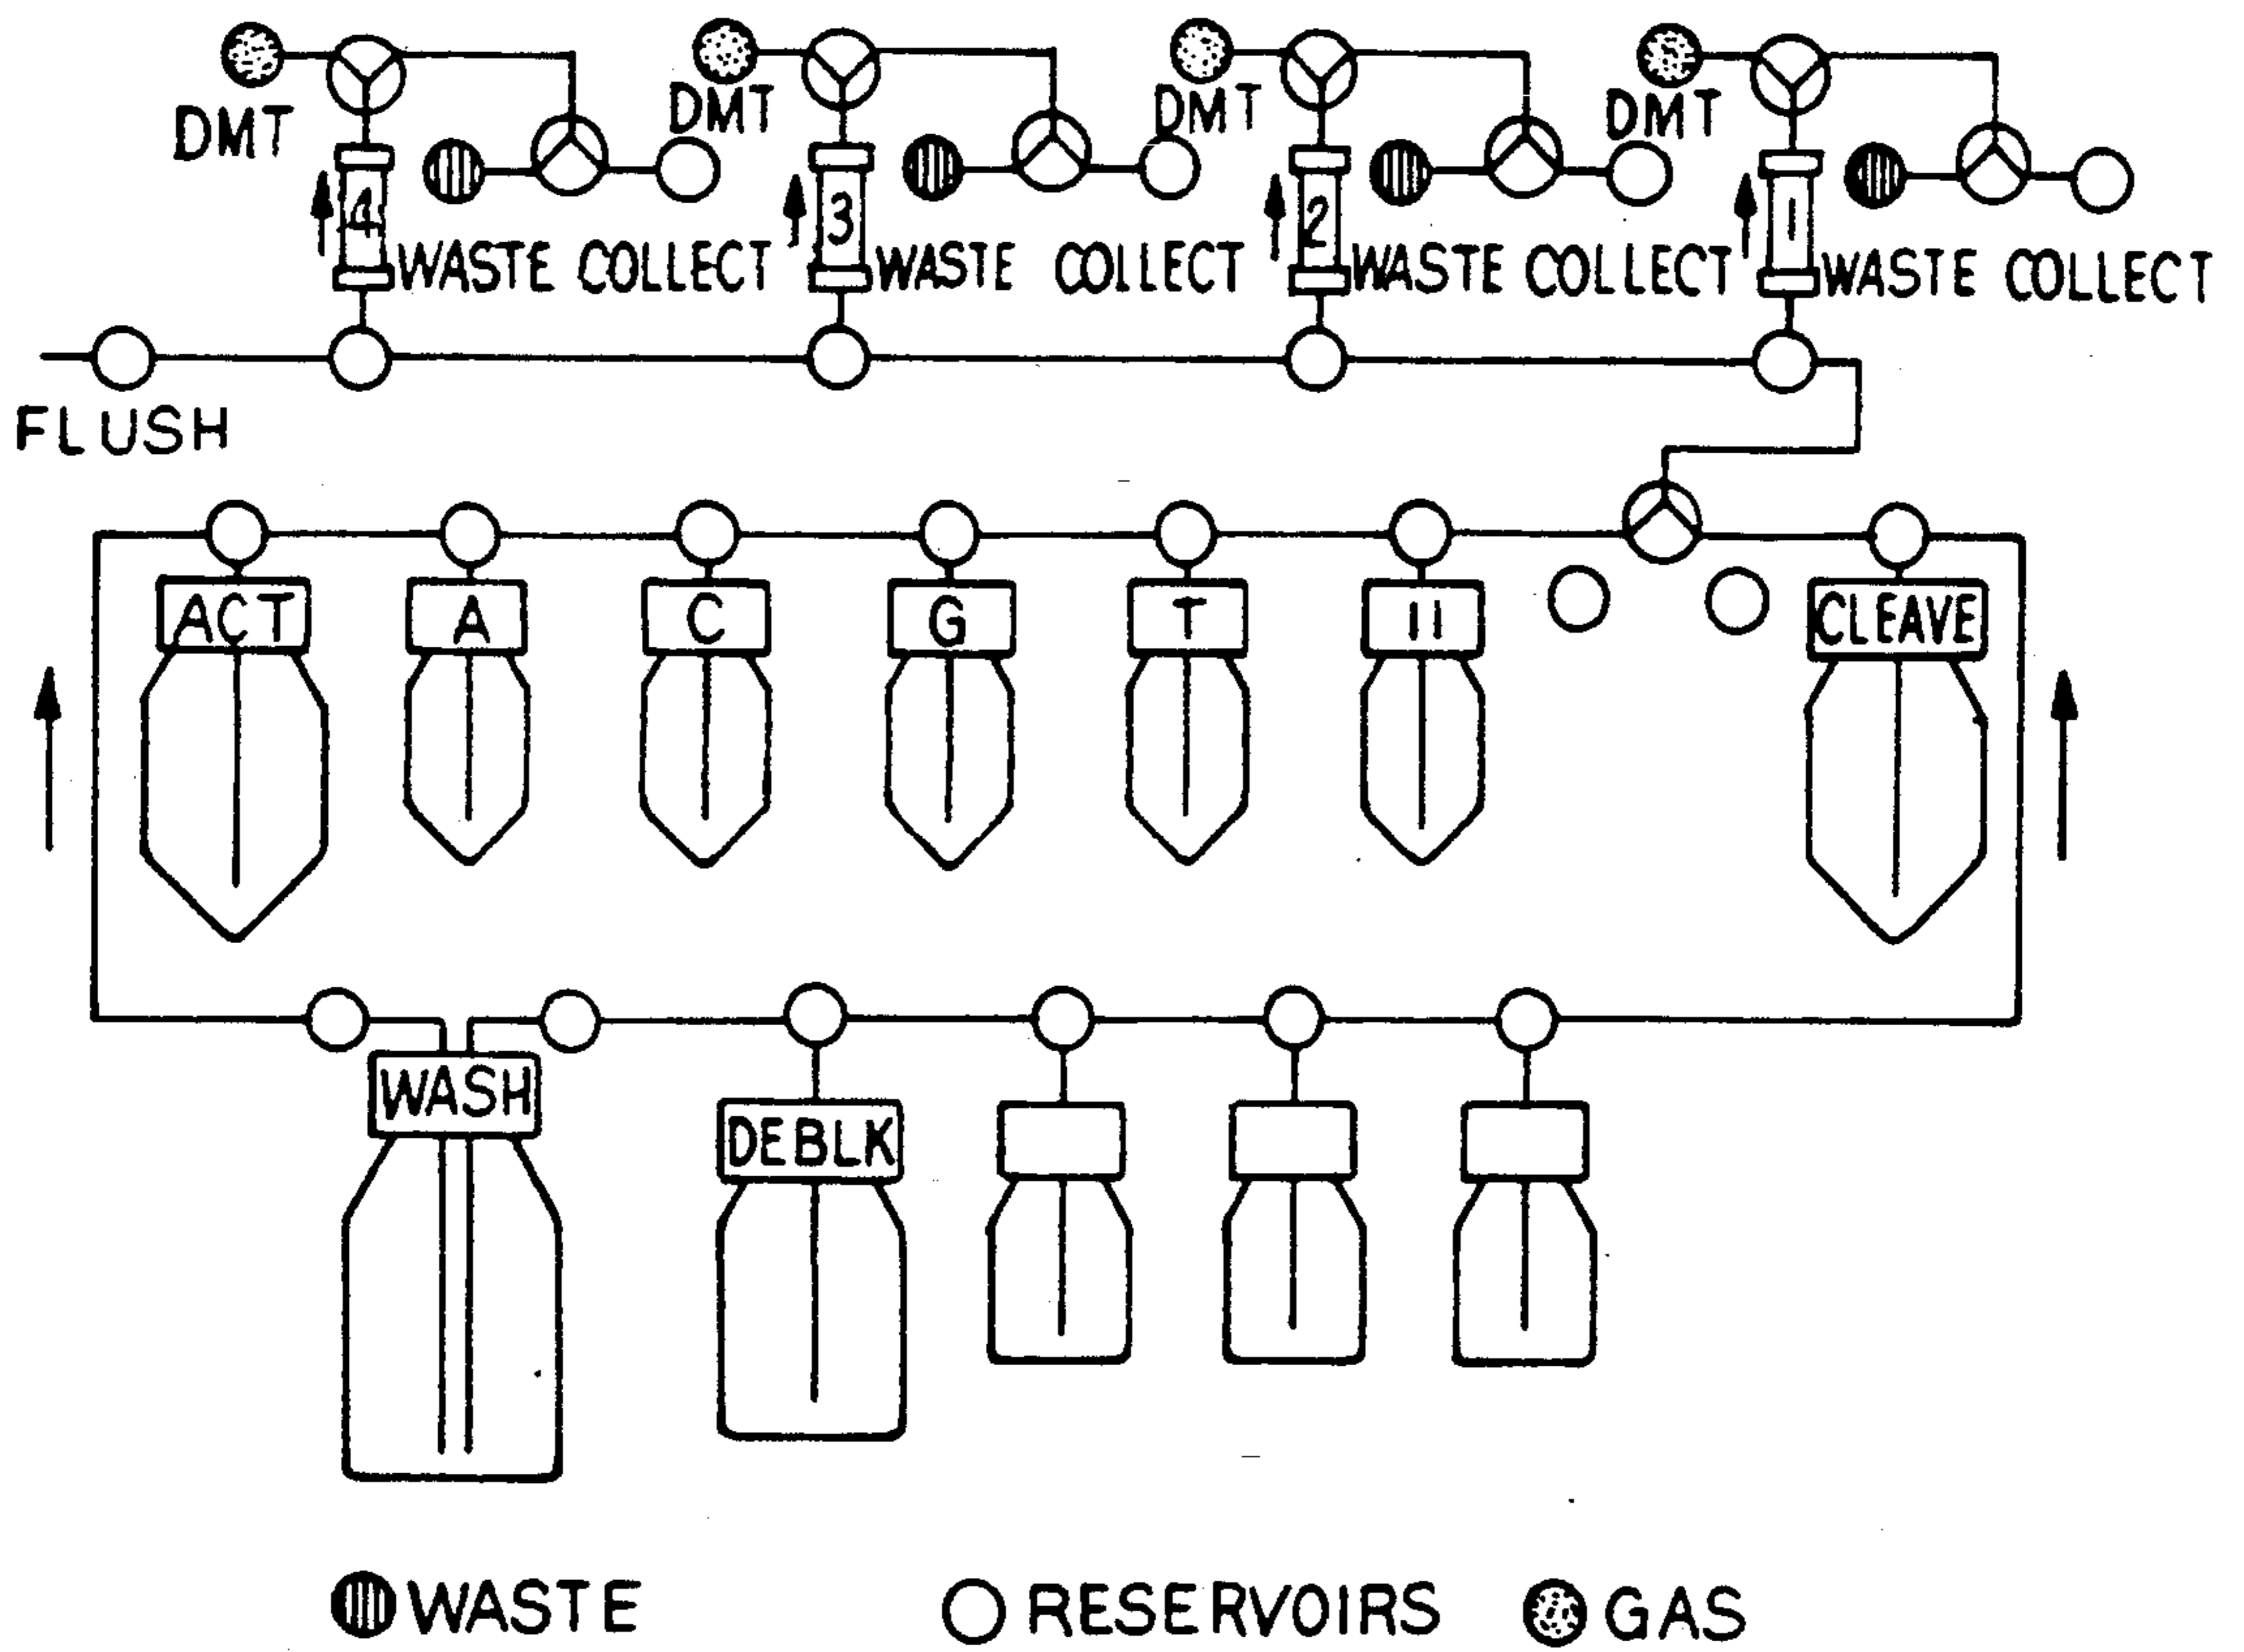 DMT DMT DMT DMT
4 3 2 1
WASTE COLLECT WASTE COLLECT WASTE COLLECT WASTE COLLECT
FLUSH
ACT A C G T 11 CLEAVE
WASH DEBLK
WASTE RESERVOIRS GAS